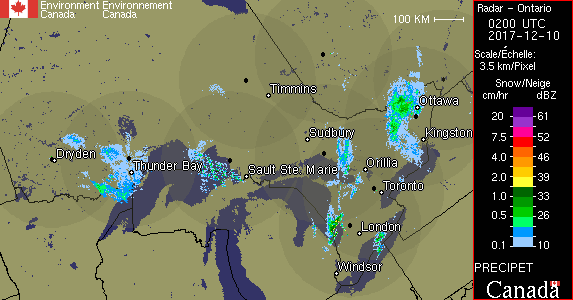 Environment Environnement
Canada Canada
100 KM
Timmins
Ottawa
Sudbury
Kingston
Dryden
Thunder Bay
Sault Ste. Marie
Orillia
Toronto
London
Windsor
Radar - Ontario
0200 UTC
2017-12-10
Scale/Échelle:
3.5 km/Pixel
Snow/Neige
cm/hr dBZ
20 61
7.5 52
4.0 46
2.0 39
1.0 33
0.5 26
0.1 10
PRECIPET
Canada